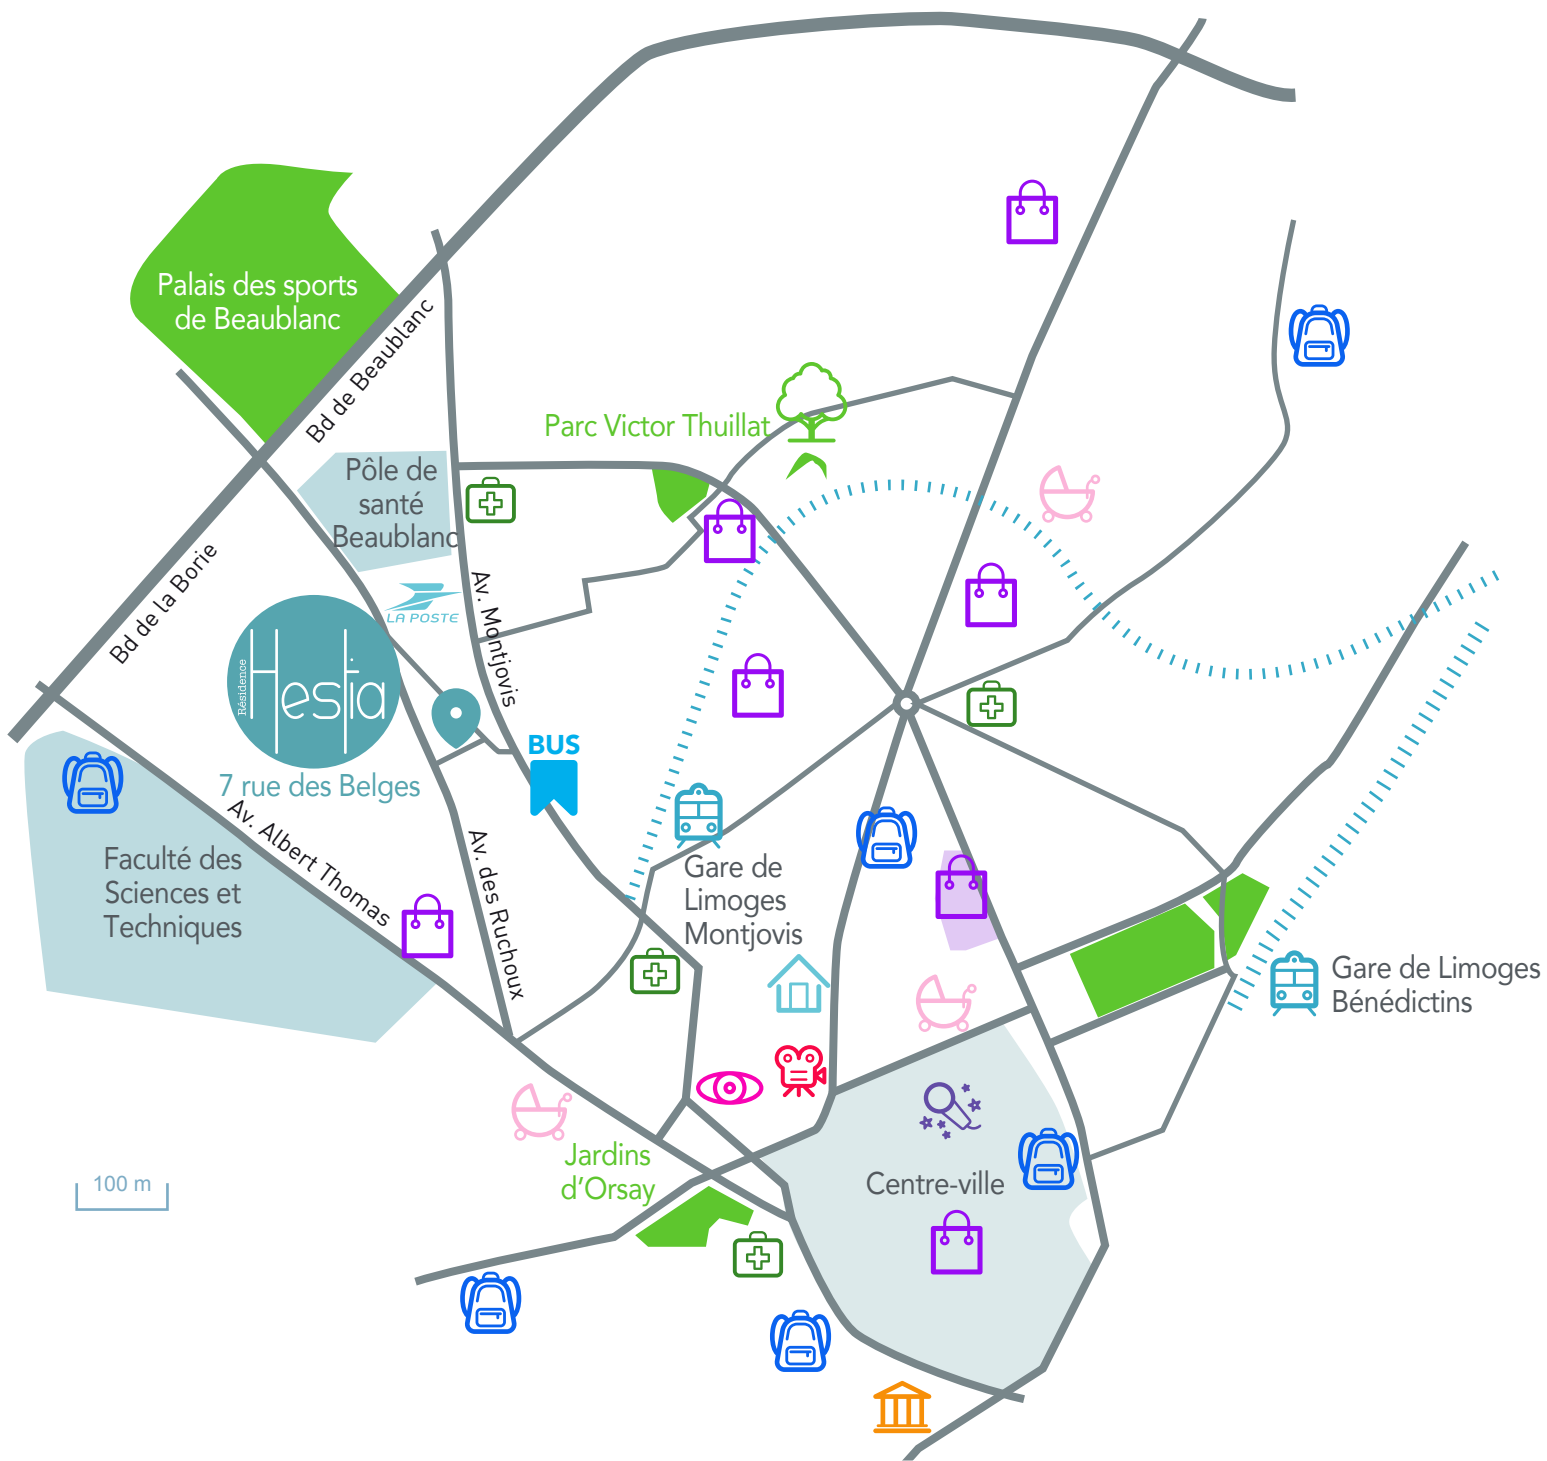 Palais des sports
de Beaublanc
Bd de Beaublanc
Parc Victor Thuillat
Pôle de
santé
Beaublanc
Bd de la Borie
LA POSTE
Av. Montjovis
Résidence
Hestia
7 rue des Belges
BUS
Av. Albert Thomas
Av. des Ruchoux
Faculté des
Sciences et
Techniques
Gare de
Limoges
Montjovis
Gare de Limoges
Bénédictins
Jardins
d'Orsay
Centre-ville
100 m